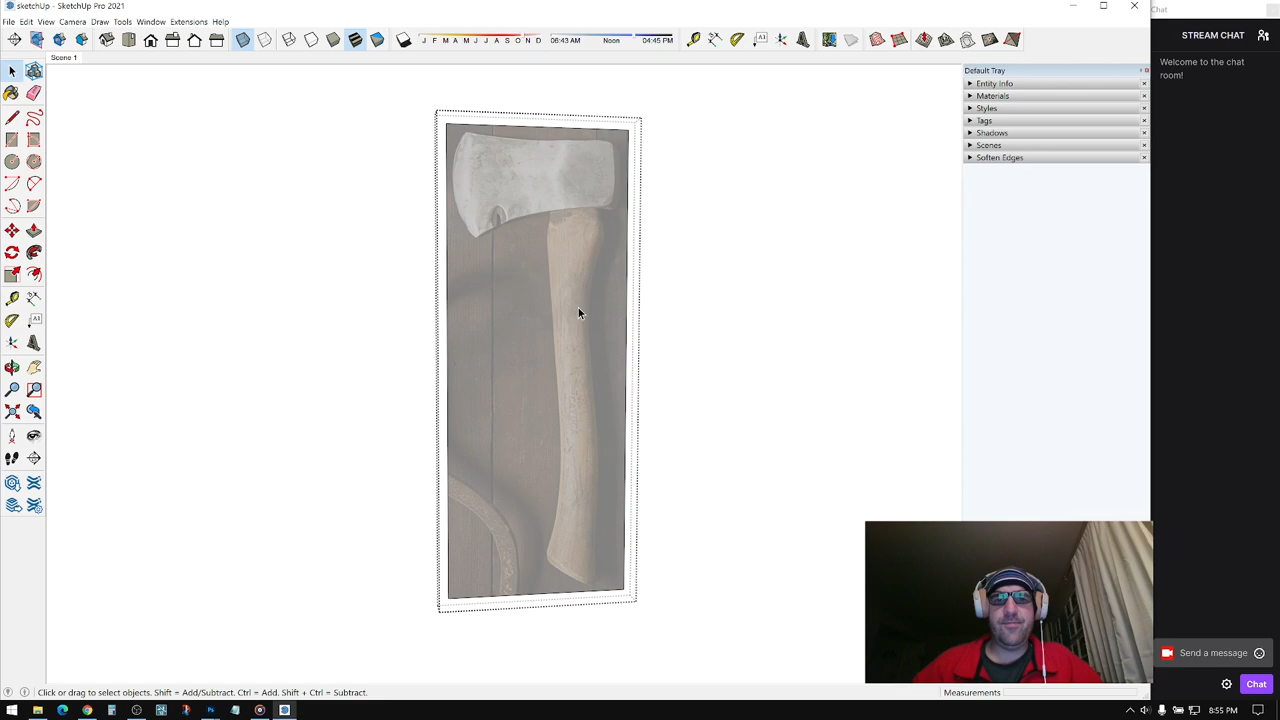 sketchUp - SketchUp Pro 2021
Chat
File Edit View Camera Draw Tools Window Extensions Help
STREAM CHAT
J F M A M J J A S O N D 06:43 AM Noon 04:45 PM
Scene 1
Welcome to the chat
room!
Default Tray
Entity Info
Materials
Styles
Tags
Shadows
Scenes
Soften Edges
Send a message
Chat
Click or drag to select objects. Shift = Add/Subtract. Ctrl = Add. Shift + Ctrl = Subtract.
Measurements
8:55 PM